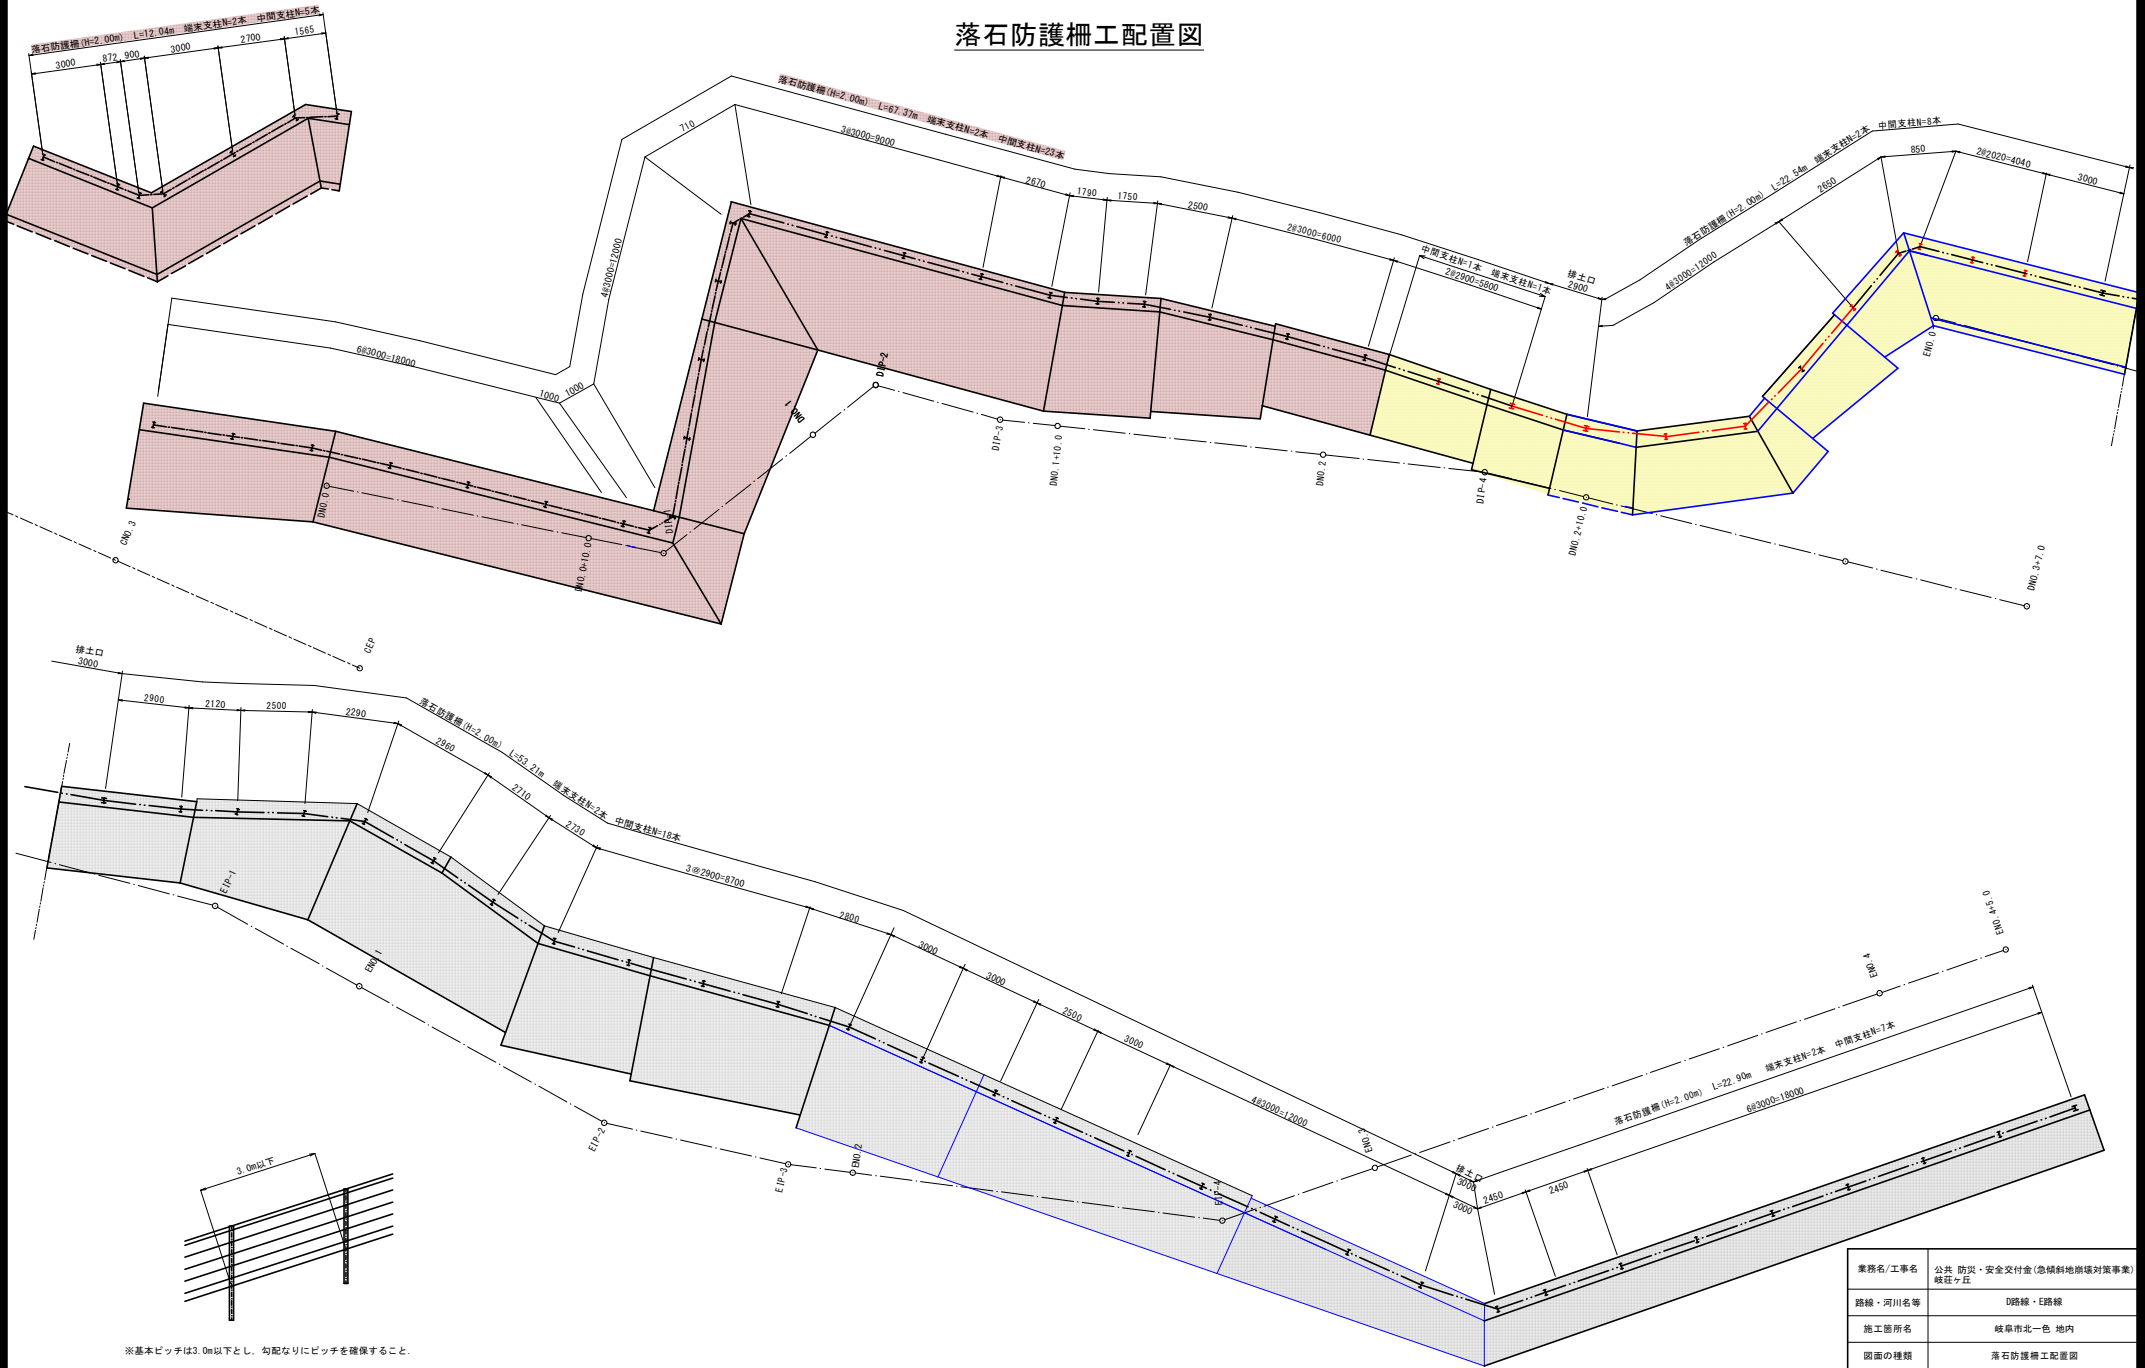 落石防護柵工配置図
落石防護柵(H=2.00m) L=12.04m 端末支柱N=2本 中間支柱N=5本
3000
872
900
3000
2700
1565
落石防護柵(H=2.00m) L=67.37m 端末支柱N=2本 中間支柱N=23本
710
3@3000=9000
2670
1790
1750
2500
2@3000=6000
中間支柱N=1本 端末支柱N=1本
2@2900=5800
排土口
2900
4@3000=12000
6@3000=18000
1000
1000
落石防護柵(H=2.00m) L=22.54m 端末支柱N=2本 中間支柱N=8本
4@3000=12000
2650
850
2@2020=4040
3000
CNO.3
CEP
DNO.0
DNO.0+10.0
DIP-1
DNO.1
DIP-2
DIP-3
DNO.1+10.0
DNO.2
DIP-4
DNO.2+10.0
DNO.3+7.0
ENO.0
排土口
3000
2900
2120
2500
2290
落石防護柵(H=2.00m) L=53.21m 端末支柱N=2本 中間支柱N=18本
2960
2710
2730
3@2900=8700
2800
3000
3000
2500
3000
4@3000=12000
排土口
3000
3000
2450
2450
落石防護柵(H=2.00m) L=22.90m 端末支柱N=2本 中間支柱N=7本
6@3000=18000
EIP-1
ENO.1
EIP-2
EIP-3
ENO.2
EIP-4
ENO.3
ENO.4
ENO.4+5.0
3.0m以下
※基本ピッチは3.0m以下とし、勾配なりにピッチを確保すること.
業務名/工事名 公共 防災・安全交付金(急傾斜地崩壊対策事業)
岐荘ヶ丘
路線・河川名等 D路線・E路線
施工箇所名 岐阜市北一色 地内
図面の種類 落石防護柵工配置図